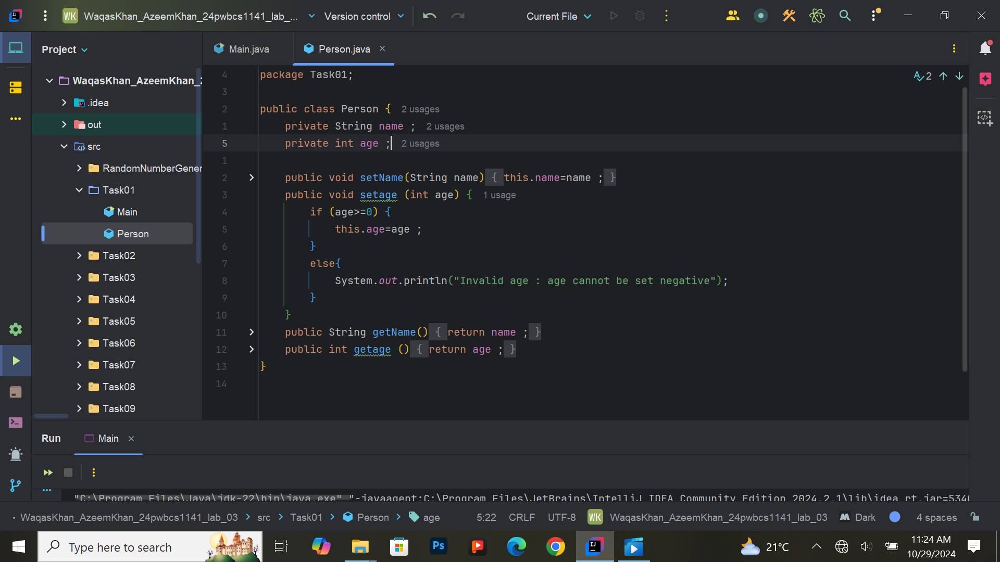 WK WaqasKhan_AzeemKhan_24pwbcs1141_lab_... Version control Current File
Project
Main.java Person.java
WaqasKhan_AzeemKhan_2
.idea
out
src
RandomNumberGener
Task01
Main
Person
Task02
Task03
Task04
Task05
Task06
Task07
Task08
Task09
4 package Task01;
3
2 public class Person { 2 usages
1 private String name ; 2 usages
5 private int age ; 2 usages
1
2 public void setName(String name) { this.name=name ; }
3 public void setage (int age) { 1 usage
4 if (age>=0) {
5 this.age=age ;
6 }
7 else{
8 System.out.println("Invalid age : age cannot be set negative");
9 }
10 }
11 public String getName() { return name ; }
12 public int getage () { return age ; }
13 }
14
2
Run Main
"C:\Program Files\Java\jdk-22\bin\java.exe" "-javaagent:C:\Program Files\JetBrains\IntelliJ IDEA Community Edition 2024.2.1\lib\idea_rt.jar=534
WaqasKhan_AzeemKhan_24pwbcs1141_lab_03 > src > Task01 > Person > age 5:22 CRLF UTF-8 WK WaqasKhan_AzeemKhan_24pwbcs1141_lab_03 Dark 4 spaces
Type here to search Ps 21°C 11:24 AM
10/29/2024